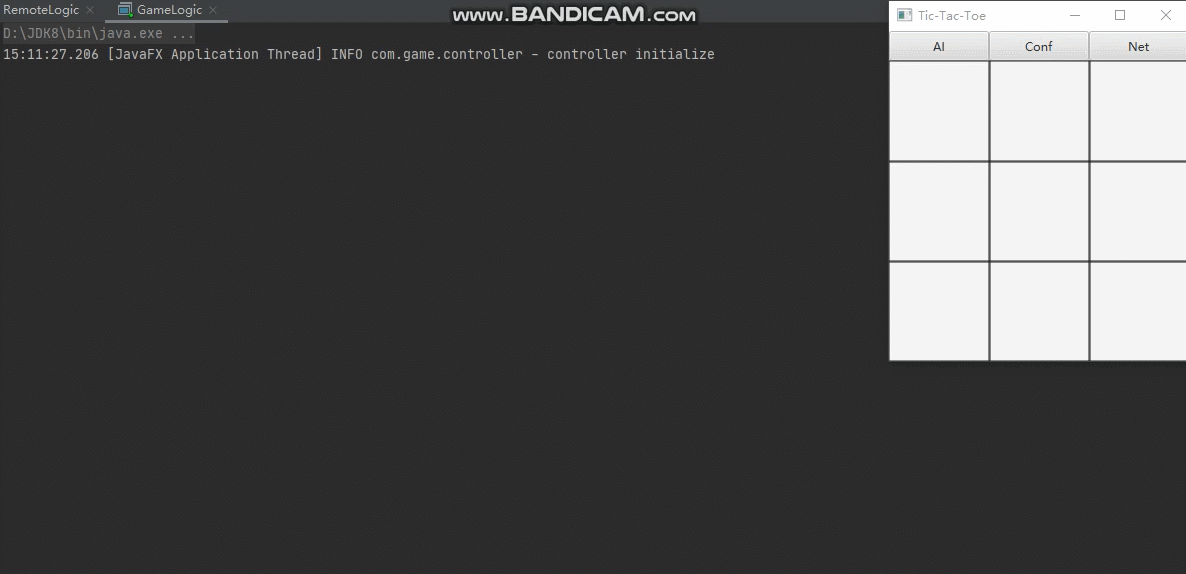 RemoteLogic
GameLogic
www.BANDICAM.com
Tic-Tac-Toe
D:\JDK8\bin\java.exe ...
AI
Conf
Net
15:11:27.206 [JavaFX Application Thread] INFO com.game.controller - controller initialize